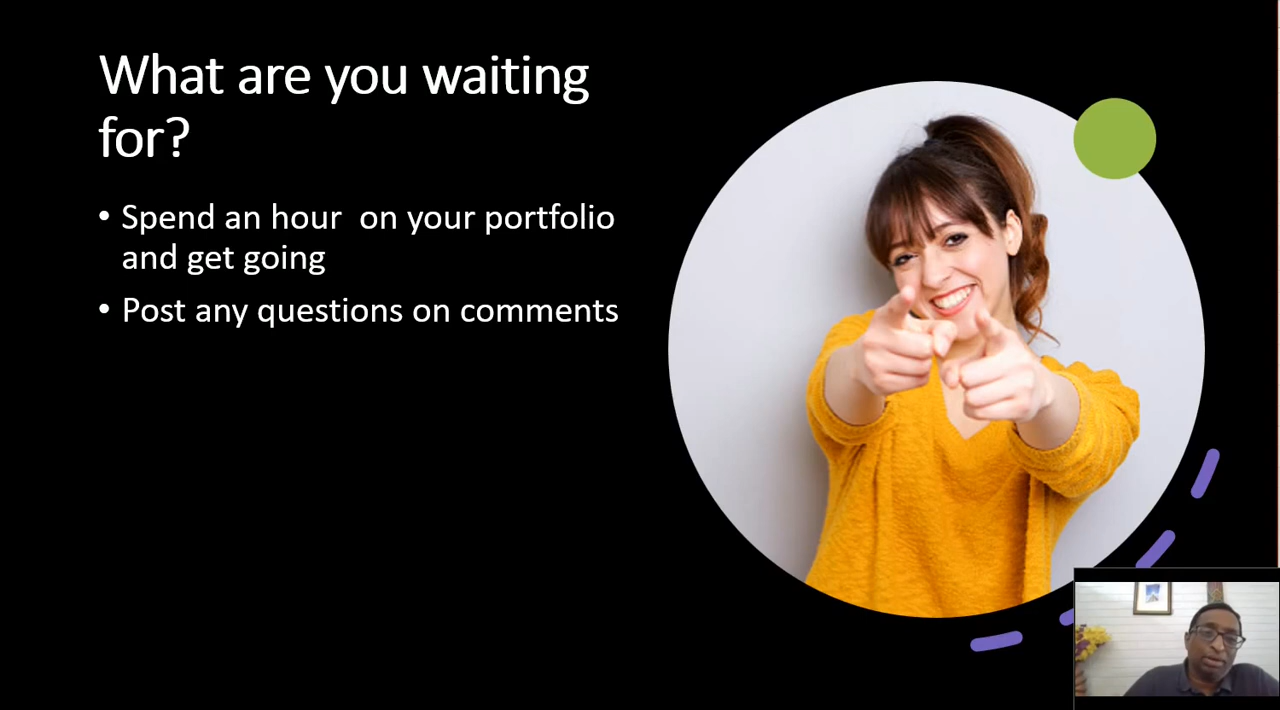 What are you waiting
for?
• Spend an hour  on your portfolio
and get going
• Post any questions on comments